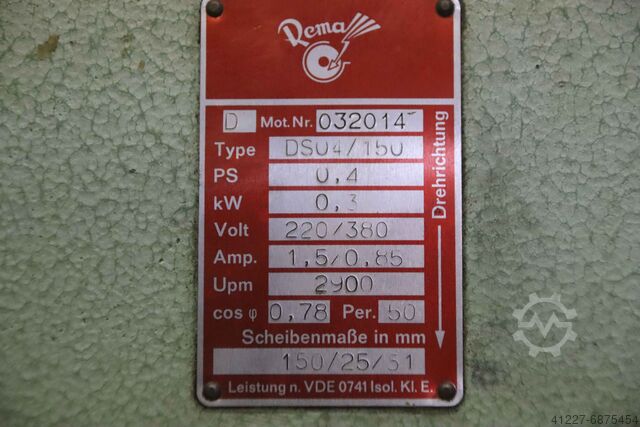 Rema
D Mot.Nr. 032014
Type DS04/150
PS 0,4
kW 0,3
Volt 220/380
Amp. 1,5/0,85
Upm 2900
cos φ 0,78 Per. 50
Scheibenmaße in mm
150/25/51
Leistung n. VDE 0741 Isol. Kl. E.
Drehrichtung
41227-6875454